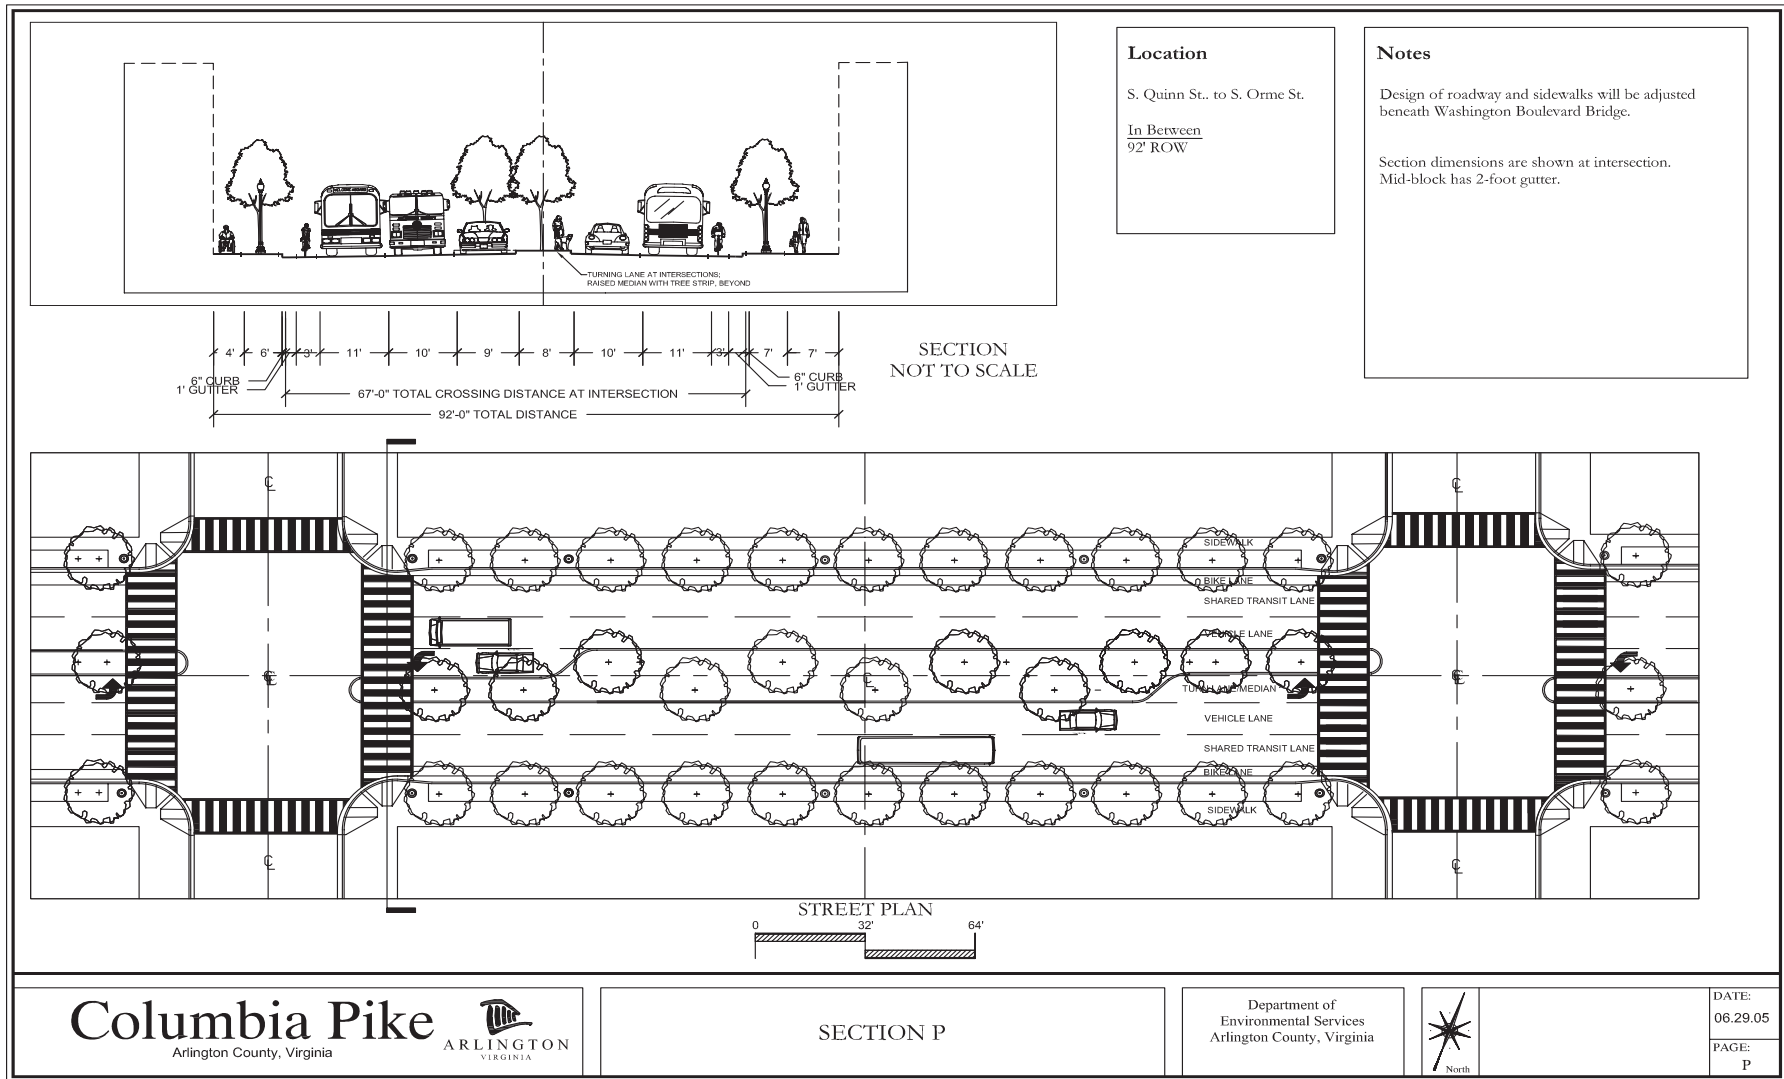 Location
S. Quinn St.. to S. Orme St.
In Between
92' ROW
Notes
Design of roadway and sidewalks will be adjusted
beneath Washington Boulevard Bridge.
Section dimensions are shown at intersection.
Mid-block has 2-foot gutter.
TURNING LANE AT INTERSECTIONS;
RAISED MEDIAN WITH TREE STRIP, BEYOND
4' 6' 3' 11' 10' 9' 8' 10' 11' 3' 7' 7'
6" CURB
1' GUTTER
6" CURB
1' GUTTER
67'-0" TOTAL CROSSING DISTANCE AT INTERSECTION
92'-0" TOTAL DISTANCE
SECTION
NOT TO SCALE
SIDEWALK
BIKE LANE
SHARED TRANSIT LANE
VEHICLE LANE
TURN LANE/MEDIAN
VEHICLE LANE
SHARED TRANSIT LANE
BIKE LANE
SIDEWALK
STREET PLAN
0 32' 64'
Columbia Pike
Arlington County, Virginia
ARLINGTON
VIRGINIA
SECTION P
Department of
Environmental Services
Arlington County, Virginia
North
DATE:
06.29.05
PAGE:
P